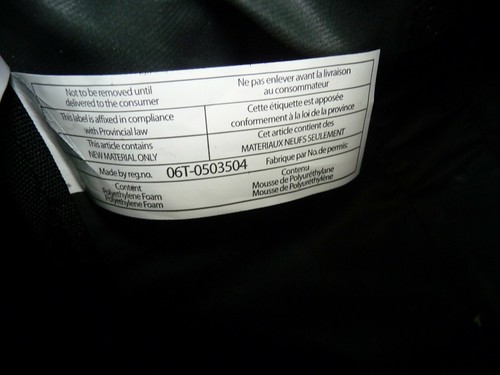 Not to be removed until
delivered to the consumer
Ne pas enlever avant la livraison
au consommateur
This label is affixed in compliance
with Provincial law
Cette étiquette est apposée
conformément à la loi de la province
This article contains
NEW MATERIAL ONLY
Cet article contient des
MATERIAUX NEUFS SEULEMENT
Made by reg.no. 06T-0503504 Fabrique par No. de permis:
Content
Polyethylene Foam
Polyethylene Foam
Contenu
Mousse de Polyuréthylane
Mousse de Polyuréthylène